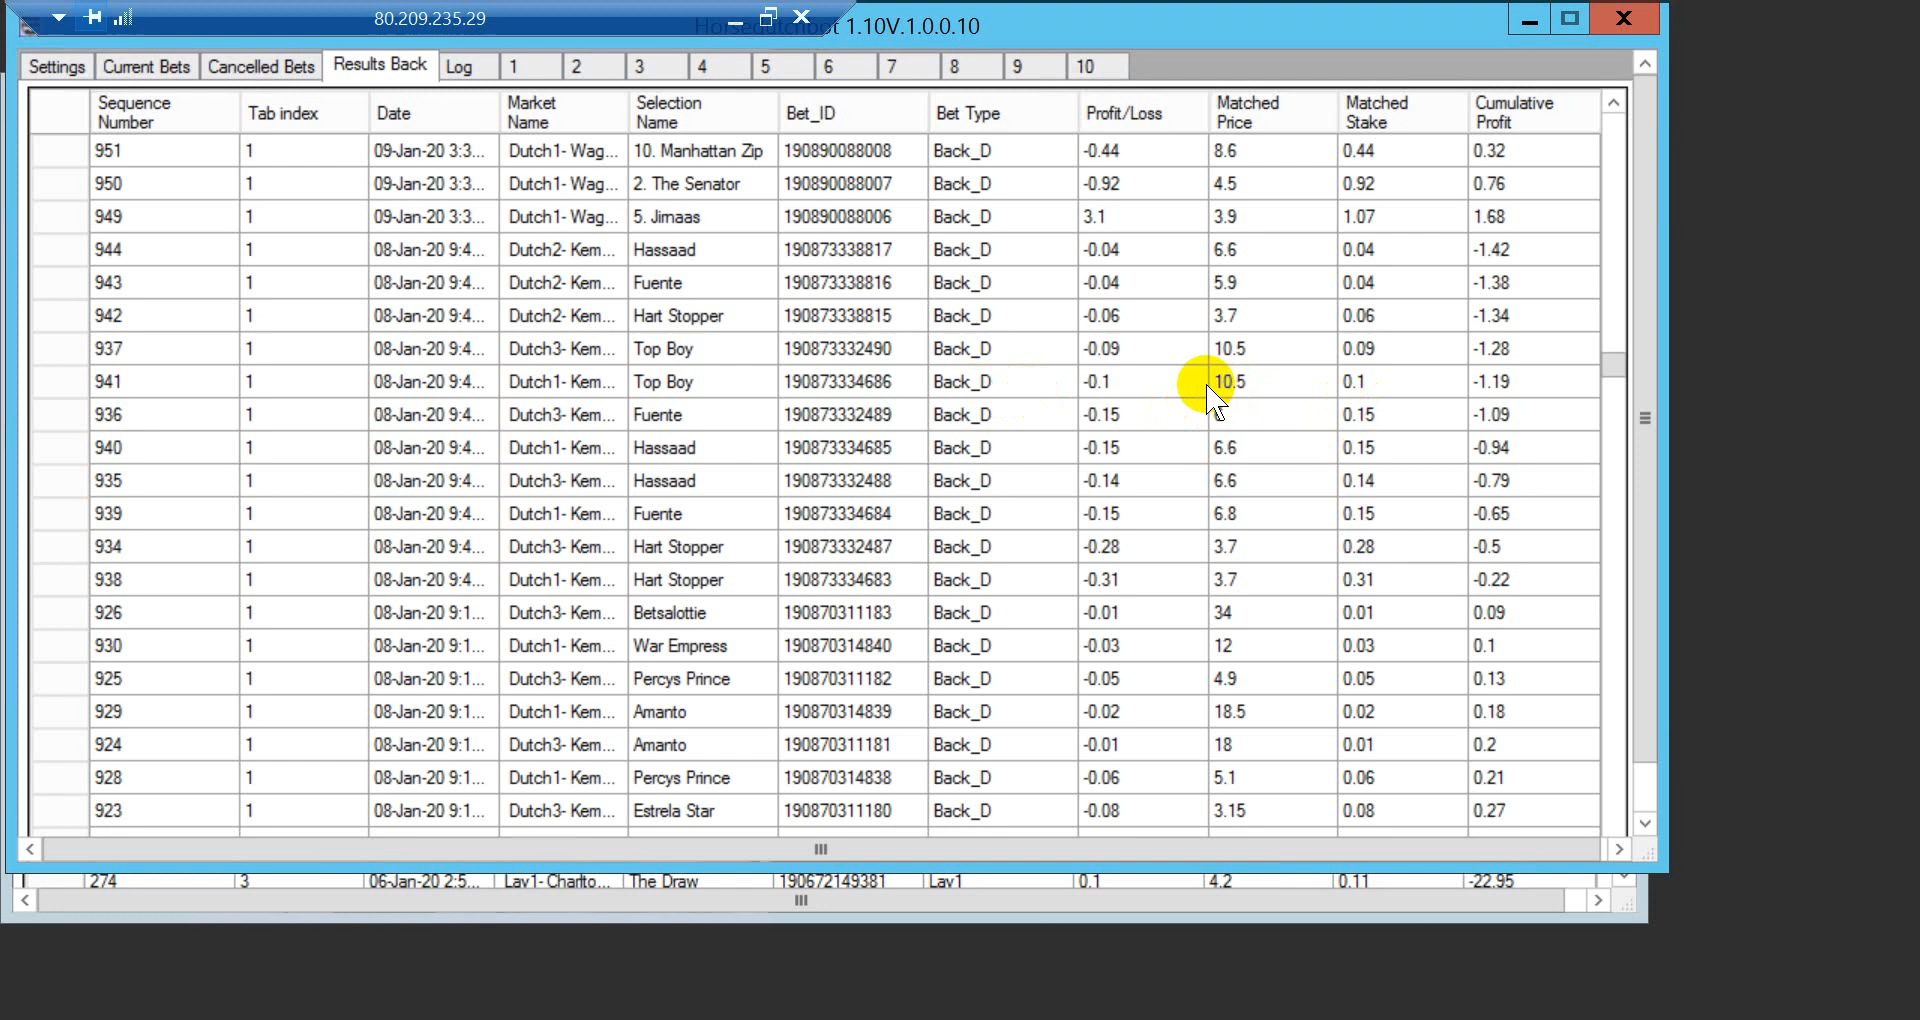 80.209.235.29
Horsedutchbot 1.10V.1.0.0.10
Settings Current Bets Cancelled Bets Results Back Log 1 2 3 4 5 6 7 8 9 10
Sequence Number Tab index Date Market Name Selection Name Bet_ID Bet Type Profit/Loss Matched Price Matched Stake Cumulative Profit
951 1 09-Jan-20 3:3... Dutch1- Wag... 10. Manhattan Zip 190890088008 Back_D -0.44 8.6 0.44 0.32
950 1 09-Jan-20 3:3... Dutch1- Wag... 2. The Senator 190890088007 Back_D -0.92 4.5 0.92 0.76
949 1 09-Jan-20 3:3... Dutch1- Wag... 5. Jimaas 190890088006 Back_D 3.1 3.9 1.07 1.68
944 1 08-Jan-20 9:4... Dutch2- Kem... Hassaad 190873338817 Back_D -0.04 6.6 0.04 -1.42
943 1 08-Jan-20 9:4... Dutch2- Kem... Fuente 190873338816 Back_D -0.04 5.9 0.04 -1.38
942 1 08-Jan-20 9:4... Dutch2- Kem... Hart Stopper 190873338815 Back_D -0.06 3.7 0.06 -1.34
937 1 08-Jan-20 9:4... Dutch3- Kem... Top Boy 190873332490 Back_D -0.09 10.5 0.09 -1.28
941 1 08-Jan-20 9:4... Dutch1- Kem... Top Boy 190873334686 Back_D -0.1 10.5 0.1 -1.19
936 1 08-Jan-20 9:4... Dutch3- Kem... Fuente 190873332489 Back_D -0.15 0.15 -1.09
940 1 08-Jan-20 9:4... Dutch1- Kem... Hassaad 190873334685 Back_D -0.15 6.6 0.15 -0.94
935 1 08-Jan-20 9:4... Dutch3- Kem... Hassaad 190873332488 Back_D -0.14 6.6 0.14 -0.79
939 1 08-Jan-20 9:4... Dutch1- Kem... Fuente 190873334684 Back_D -0.15 6.8 0.15 -0.65
934 1 08-Jan-20 9:4... Dutch3- Kem... Hart Stopper 190873332487 Back_D -0.28 3.7 0.28 -0.5
938 1 08-Jan-20 9:4... Dutch1- Kem... Hart Stopper 190873334683 Back_D -0.31 3.7 0.31 -0.22
926 1 08-Jan-20 9:1... Dutch3- Kem... Betsalottie 190870311183 Back_D -0.01 34 0.01 0.09
930 1 08-Jan-20 9:1... Dutch1- Kem... War Empress 190870314840 Back_D -0.03 12 0.03 0.1
925 1 08-Jan-20 9:1... Dutch3- Kem... Percys Prince 190870311182 Back_D -0.05 4.9 0.05 0.13
929 1 08-Jan-20 9:1... Dutch1- Kem... Amanto 190870314839 Back_D -0.02 18.5 0.02 0.18
924 1 08-Jan-20 9:1... Dutch3- Kem... Amanto 190870311181 Back_D -0.01 18 0.01 0.2
928 1 08-Jan-20 9:1... Dutch1- Kem... Percys Prince 190870314838 Back_D -0.06 5.1 0.06 0.21
923 1 08-Jan-20 9:1... Dutch3- Kem... Estrela Star 190870311180 Back_D -0.08 3.15 0.08 0.27
274 3 06-Jan-20 2:5... Lay1- Charlto... The Draw 190672149381 Lay1 0.1 4.2 0.11 -22.95